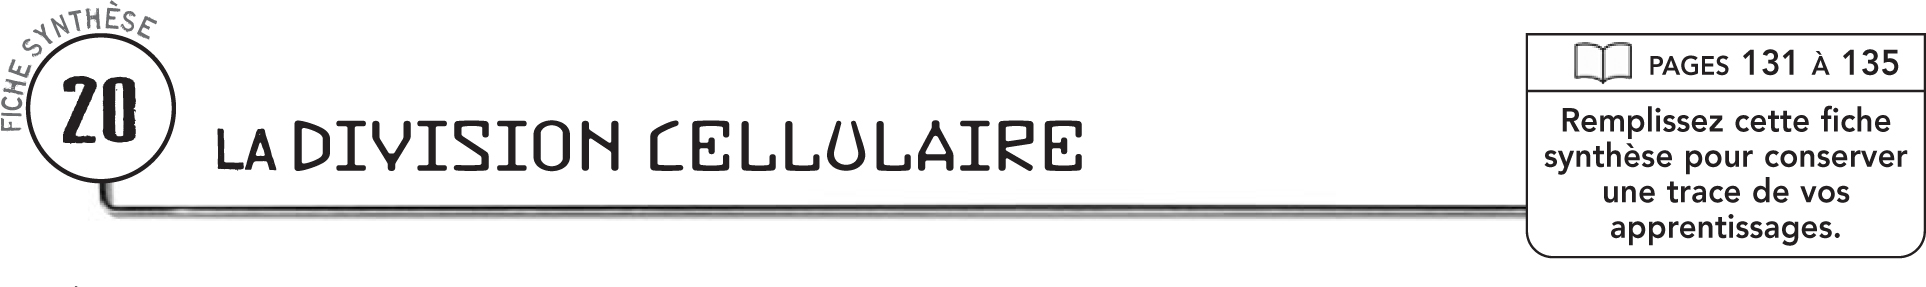 FICHE SYNTHÈSE
20
LA DIVISION CELLULAIRE
PAGES 131 À 135
Remplissez cette fiche
synthèse pour conserver
une trace de vos
apprentissages.